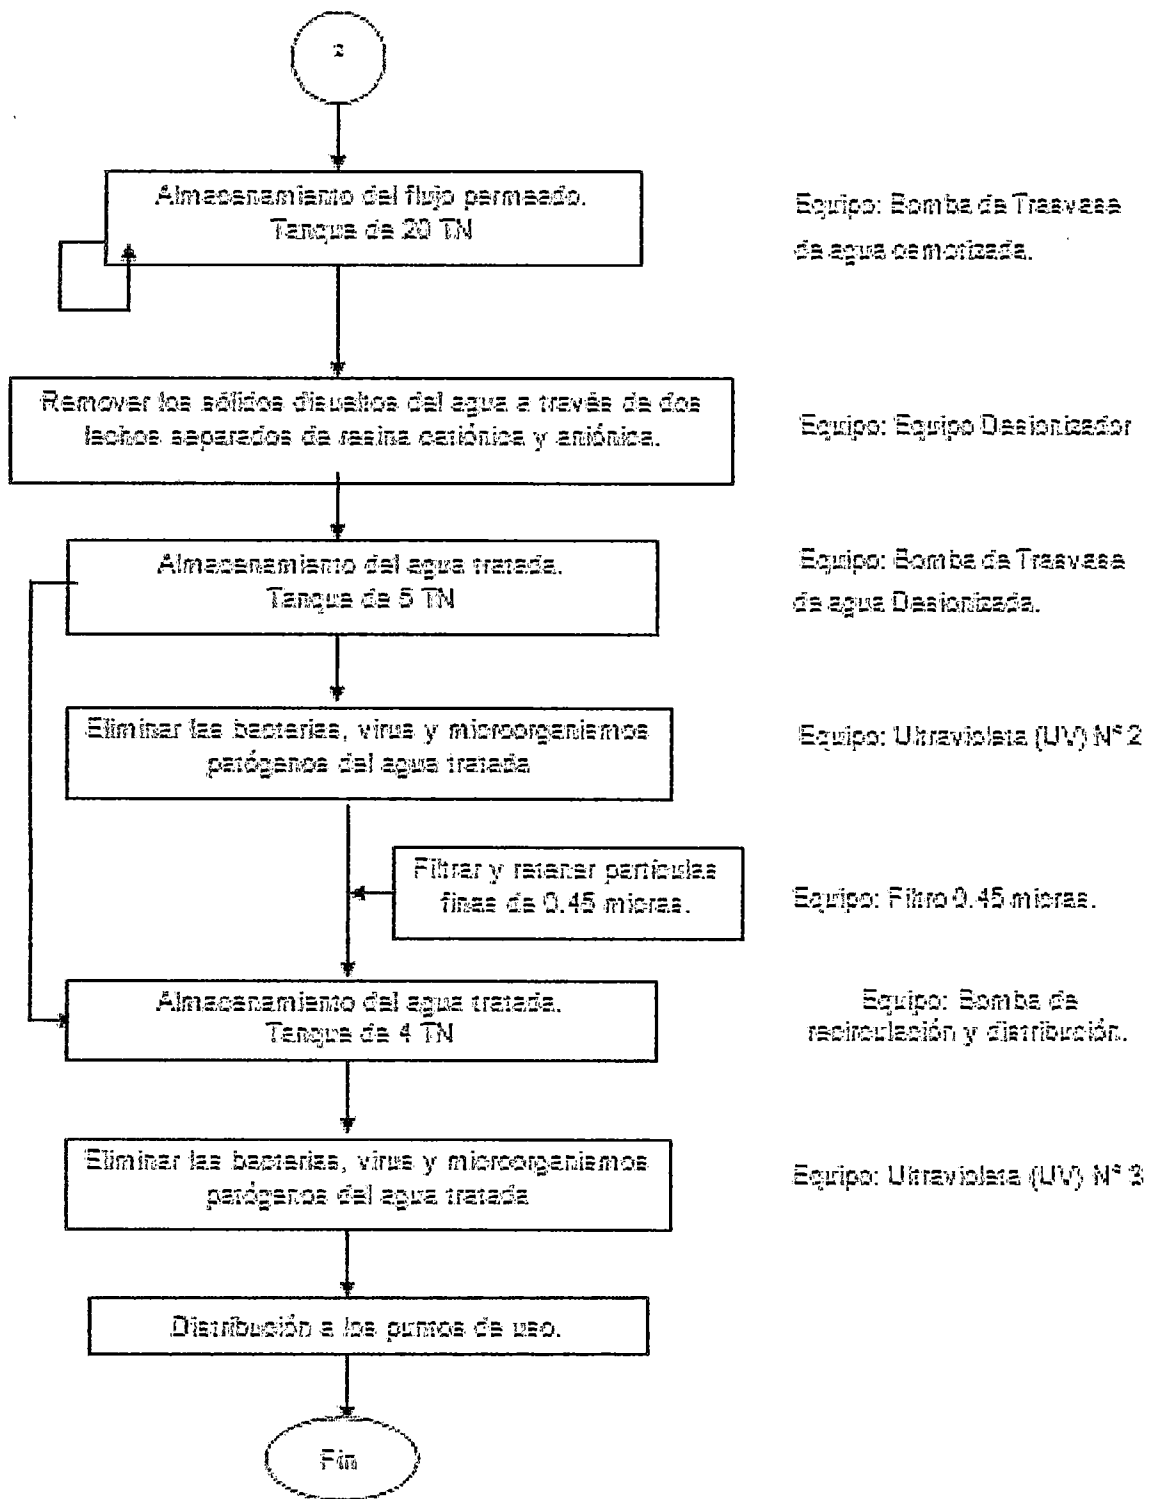 2
Almacenamiento del flujo permeado.
Tanque de 20 TN
Equipo: Bomba de Trasvase
de agua osmotizada.
Remover los sólidos disueltos del agua a través de dos
lechos separados de resina catiónica y aniónica.
Equipo: Equipo Desionizador
Almacenamiento del agua tratada.
Tanque de 5 TN
Equipo: Bomba de Trasvase
de agua Desionizada.
Eliminar las bacterias, virus y microorganismos
patógenos del agua tratada
Equipo: Ultravioleta (UV) N° 2
Filtrar y retener partículas
finas de 0.45 micras.
Equipo: Filtro 0.45 micras.
Almacenamiento del agua tratada.
Tanque de 4 TN
Equipo: Bomba de
recirculación y distribución.
Eliminar las bacterias, virus y microorganismos
patógenos del agua tratada
Equipo: Ultravioleta (UV) N° 3
Distribución a los puntos de uso.
Fin